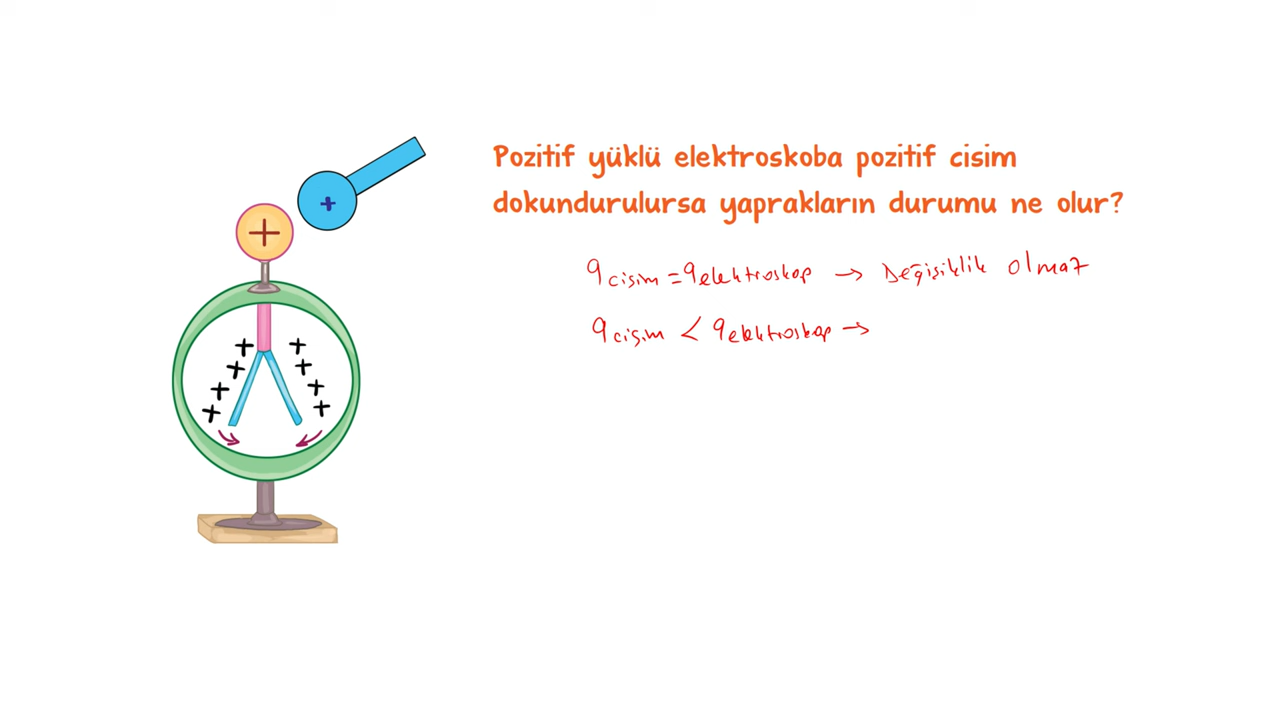 Pozitif yüklü elektroskoba pozitif cisim
dokundurulursa yaprakların durumu ne olur?
q cisim = q elektroskop → Değişiklik olmaz
q cisim < q elektroskop →
+
+
+ +
+ +
+ +
+ +